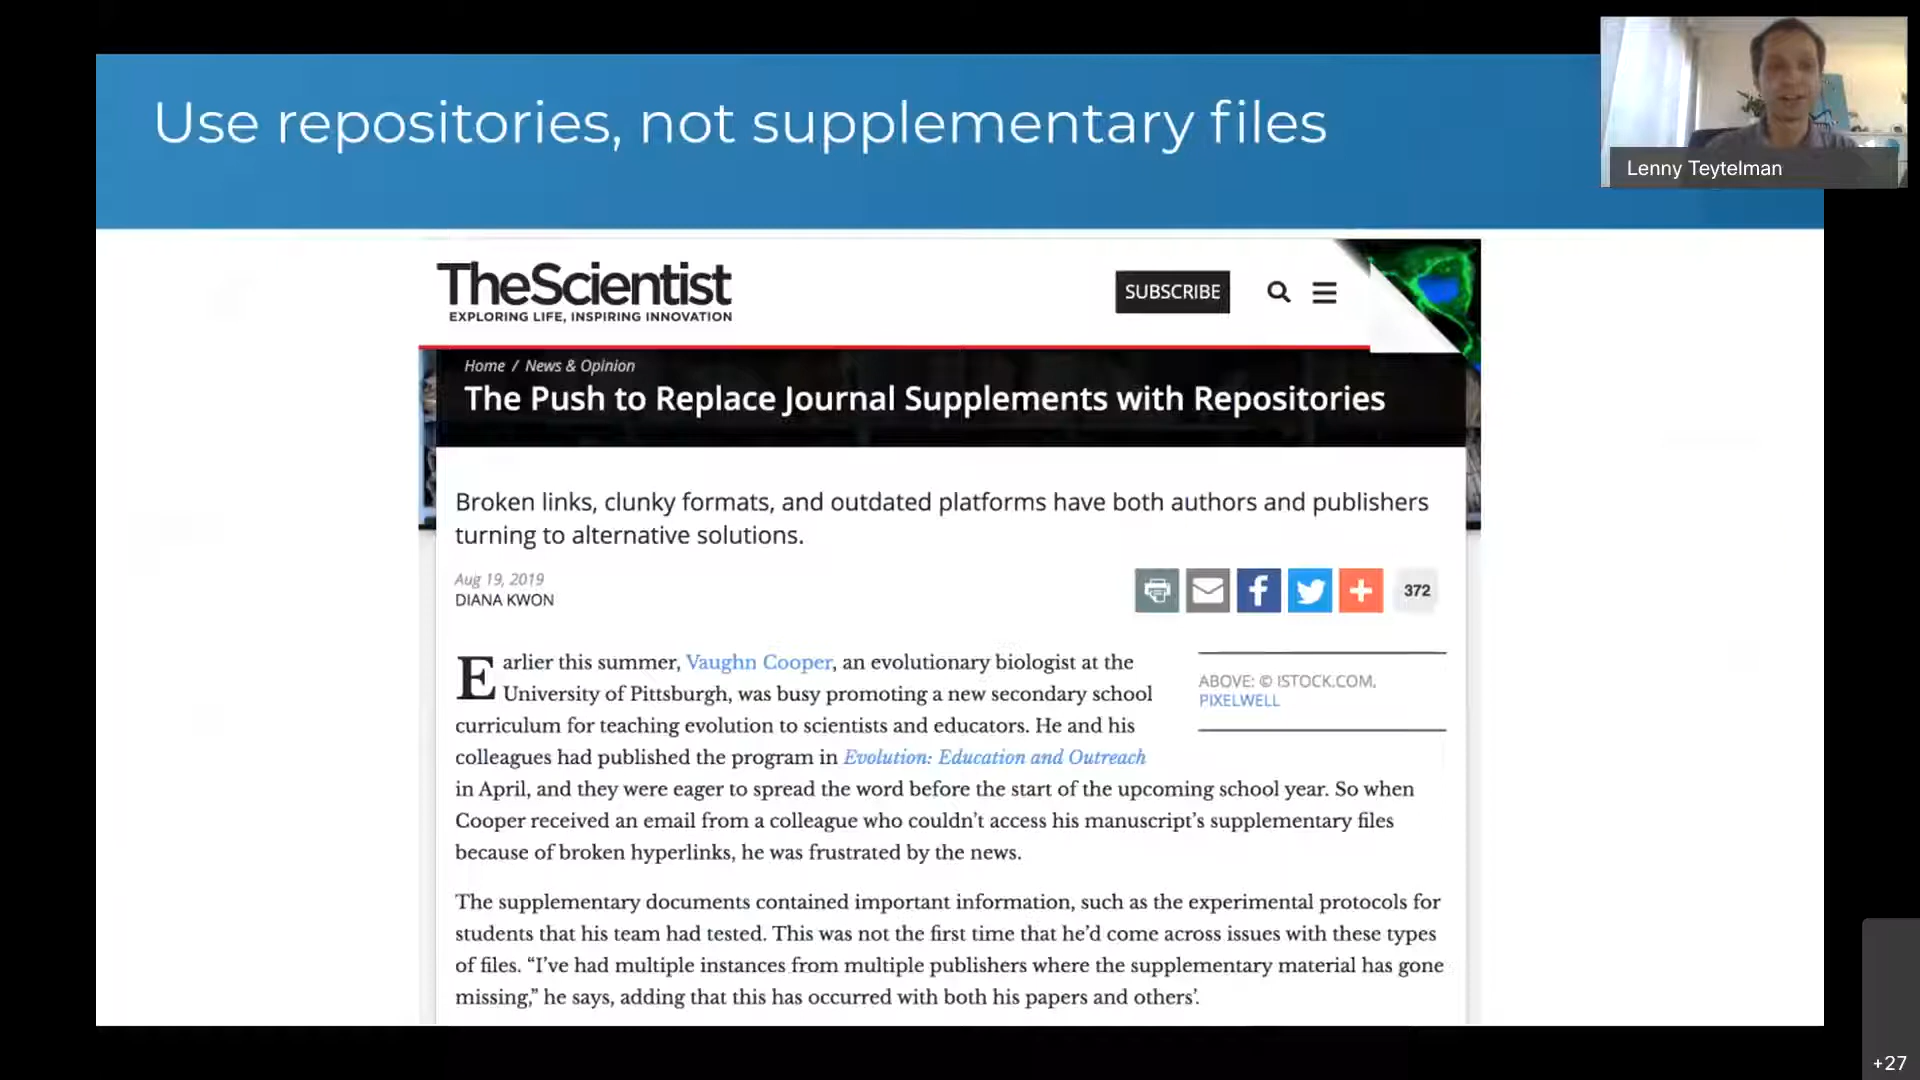 Use repositories, not supplementary files
Lenny Teytelman
TheScientist
EXPLORING LIFE, INSPIRING INNOVATION
SUBSCRIBE
Home / News & Opinion
The Push to Replace Journal Supplements with Repositories
Broken links, clunky formats, and outdated platforms have both authors and publishers
turning to alternative solutions.
Aug 19, 2019
DIANA KWON
372
Earlier this summer, Vaughn Cooper, an evolutionary biologist at the
University of Pittsburgh, was busy promoting a new secondary school
curriculum for teaching evolution to scientists and educators. He and his
colleagues had published the program in Evolution: Education and Outreach
in April, and they were eager to spread the word before the start of the upcoming school year. So when
Cooper received an email from a colleague who couldn’t access his manuscript’s supplementary files
because of broken hyperlinks, he was frustrated by the news.
ABOVE: © ISTOCK.COM,
PIXELWELL
The supplementary documents contained important information, such as the experimental protocols for
students that his team had tested. This was not the first time that he’d come across issues with these types
of files. “I’ve had multiple instances from multiple publishers where the supplementary material has gone
missing,” he says, adding that this has occurred with both his papers and others’.
+27